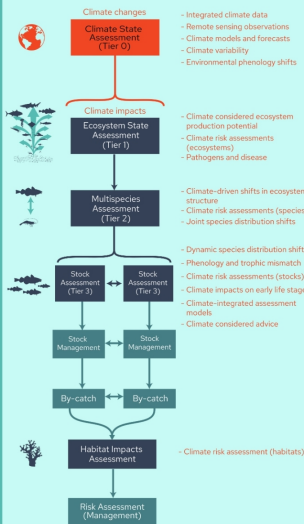 Climate changes
Climate State
Assessment
(Tier 0)
- Integrated climate data
- Remote sensing observations
- Climate models and forecasts
- Climate variability
- Environmental phenology shifts
Climate impacts
Ecosystem State
Assessment
(Tier 1)
- Climate considered ecosystem
production potential
- Climate risk assessments
(ecosystems)
- Pathogens and disease
Multispecies
Assessment
(Tier 2)
- Climate-driven shifts in ecosystem
structure
- Climate risk assessments (species
- Joint species distribution shifts
Stock
Assessment
(Tier 3)
Stock
Assessment
(Tier 3)
- Dynamic species distribution shift
- Phenology and trophic mismatch
- Climate risk assessments (stocks)
- Climate impacts on early life stage
- Climate-integrated assessment
models
- Climate considered advice
Stock
Management
Stock
Management
By-catch
By-catch
Habitat Impacts
Assessment
- Climate risk assessment (habitats)
Risk Assessment
(Management)